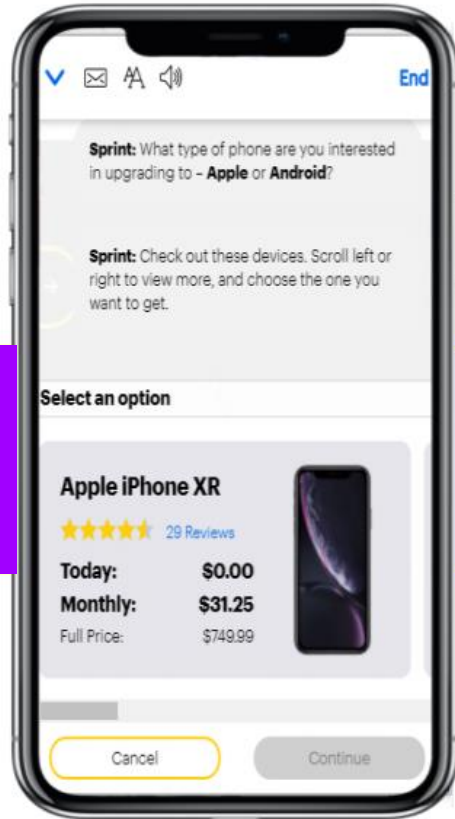 AA
End
Sprint: What type of phone are you interested
in upgrading to – Apple or Android?
Sprint: Check out these devices. Scroll left or
right to view more, and choose the one you
want to get.
Select an option
Apple iPhone XR
29 Reviews
Today: $0.00
Monthly: $31.25
Full Price: $749.99
Cancel
Continue